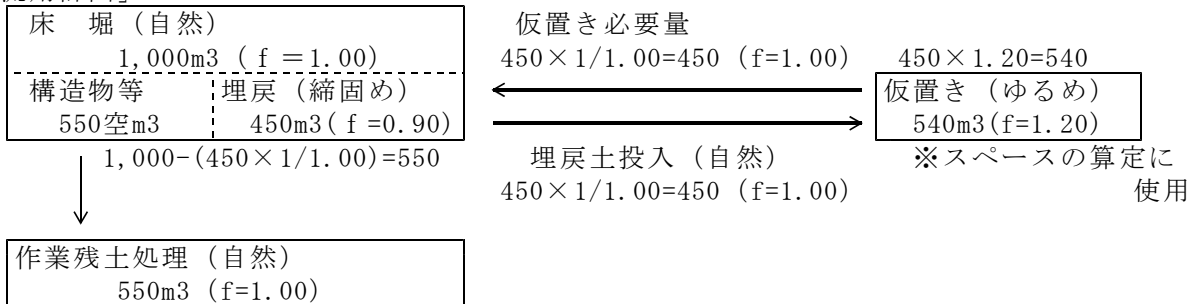 床　堀（自然）
1,000m3（ｆ＝1.00）
構造物等
550空m3
埋戻（締固め）
450m3(ｆ=0.90)
仮置き必要量
450×1/1.00=450（f=1.00）
450×1.20=540
仮置き（ゆるめ）
540m3(f=1.20)
1,000-(450×1/1.00)=550
埋戻土投入（自然）
450×1/1.00=450（f=1.00）
※スペースの算定に
使用
作業残土処理（自然）
550m3（f=1.00）